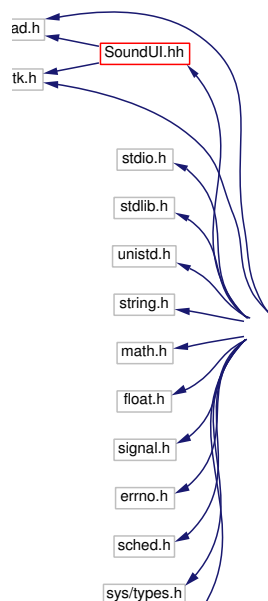 ad.h
SoundUI.hh
tk.h
stdio.h
stdlib.h
unistd.h
string.h
math.h
float.h
signal.h
errno.h
sched.h
sys/types.h